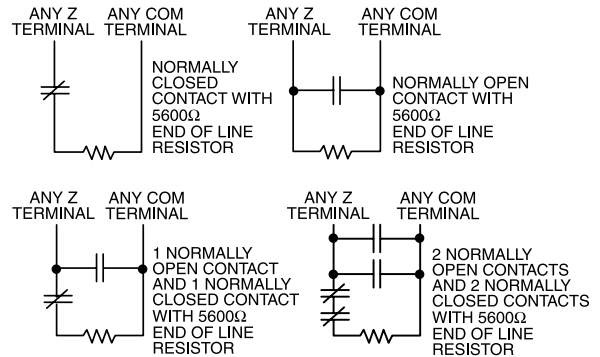 ANY Z
TERMINAL
ANY COM
TERMINAL
NORMALLY
CLOSED
CONTACT WITH
5600Ω
END OF LINE
RESISTOR
ANY Z
TERMINAL
ANY COM
TERMINAL
NORMALLY OPEN
CONTACT WITH
5600Ω
END OF LINE
RESISTOR
ANY Z
TERMINAL
ANY COM
TERMINAL
1 NORMALLY
OPEN CONTACT
AND 1 NORMALLY
CLOSED CONTACT
WITH 5600Ω
END OF LINE
RESISTOR
ANY Z
TERMINAL
ANY COM
TERMINAL
2 NORMALLY
OPEN CONTACTS
AND 2 NORMALLY
CLOSED CONTACTS
WITH 5600Ω
END OF LINE
RESISTOR